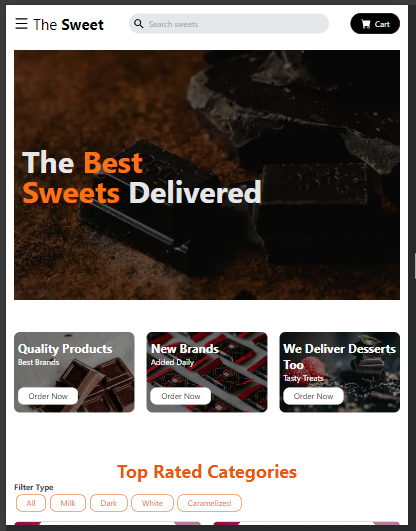 The Sweet
Search sweets
Cart
The Best
Sweets Delivered
Quality Products
Best Brands
Order Now
New Brands
Added Daily
Order Now
We Deliver Desserts
Too
Tasty Treats
Order Now
Top Rated Categories
Filter Type
All
Milk
Dark
White
Caramelized